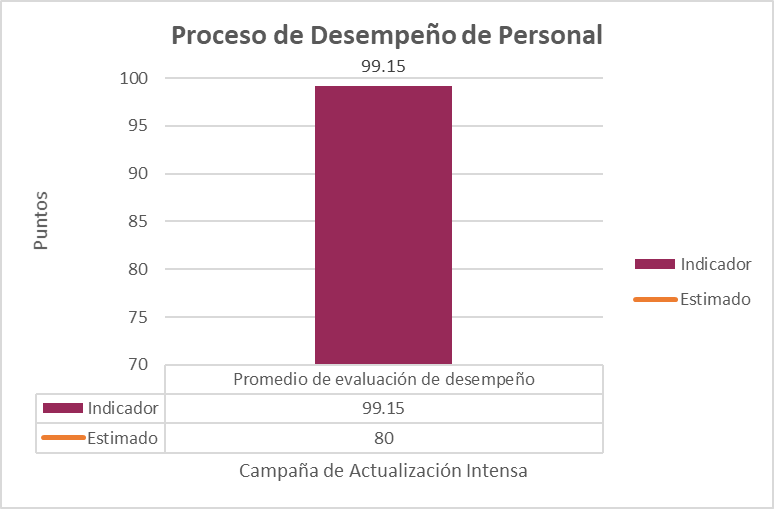 Proceso de Desempeño de Personal
99.15
100
95
90
85
80
75
70
Puntos
Indicador
Estimado
Promedio de evaluación de desempeño
Indicador 99.15
Estimado 80
Campaña de Actualización Intensa